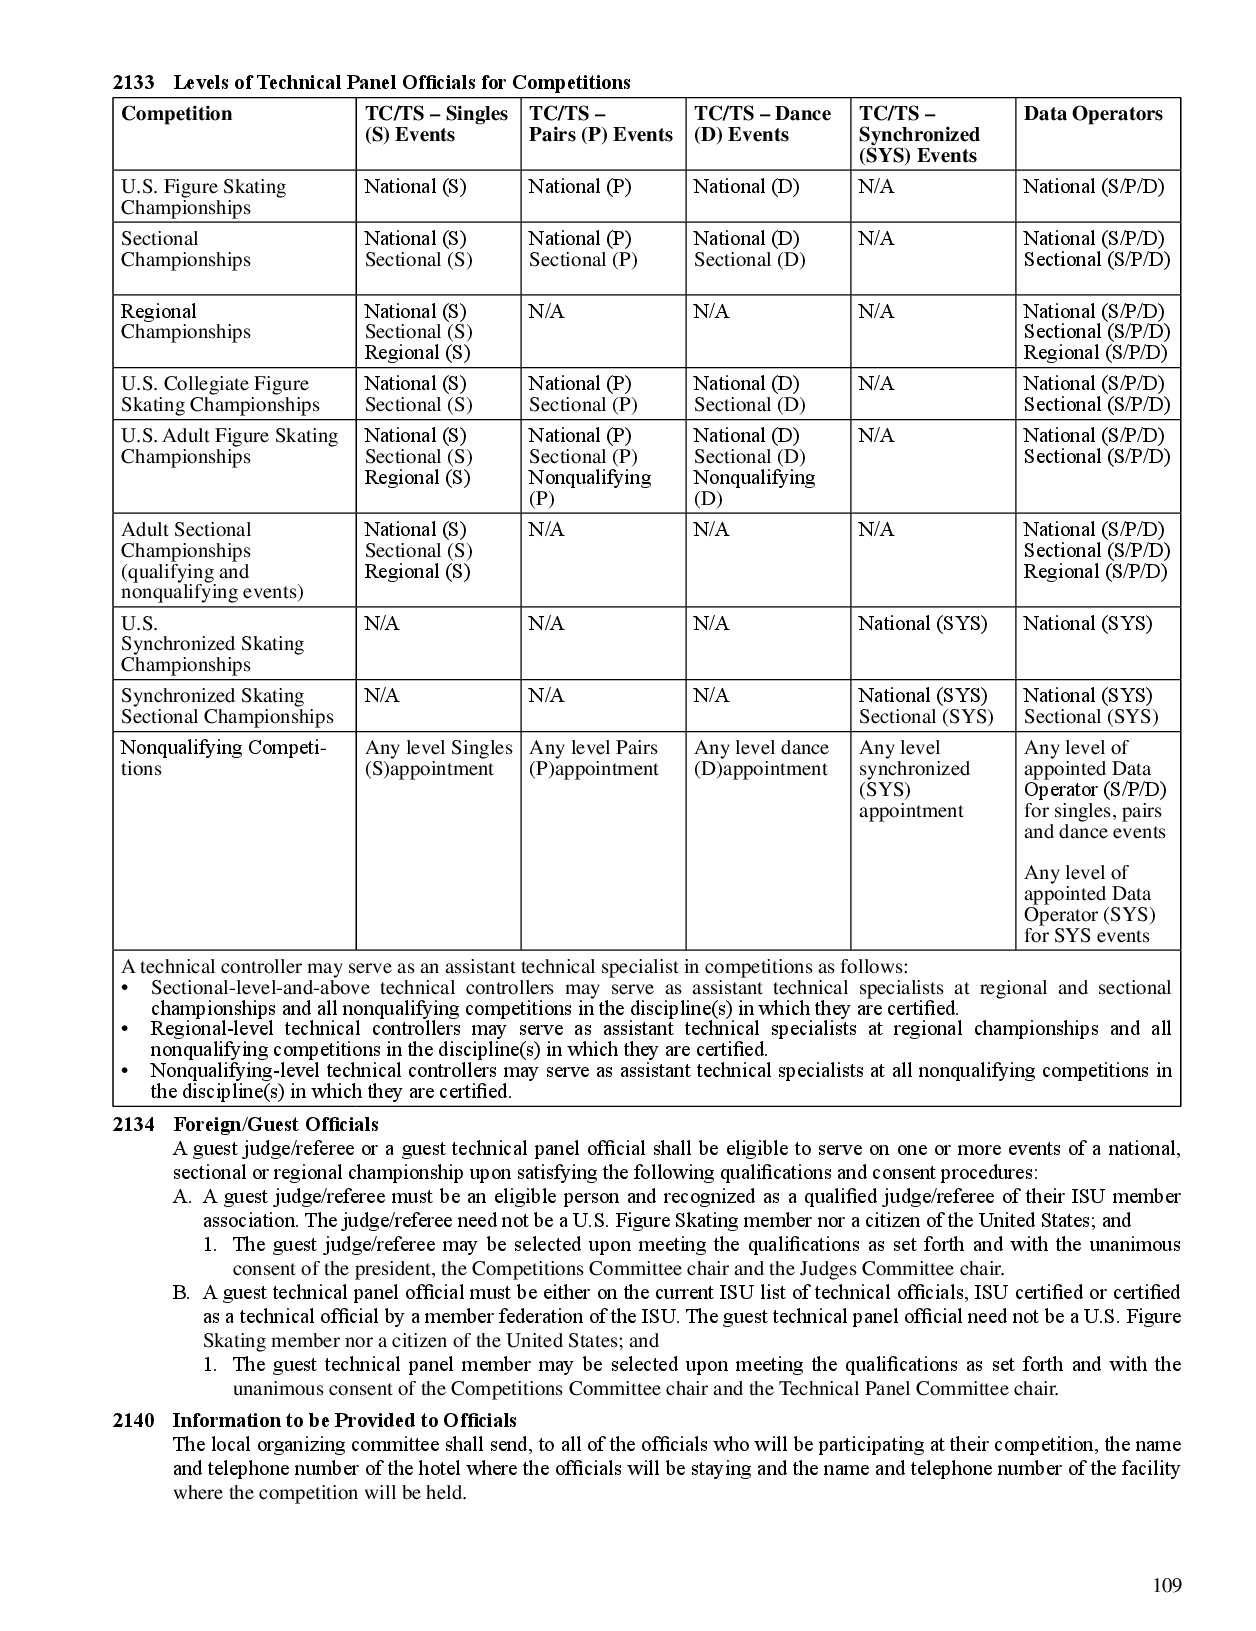 2133 Levels of Technical Panel Officials for Competitions
Competition
TC/TS – Singles
(S) Events
TC/TS –
Pairs (P) Events
TC/TS – Dance
(D) Events
TC/TS –
Synchronized
(SYS) Events
Data Operators
U.S. Figure Skating
Championships
National (S)
National (P)
National (D)
N/A
National (S/P/D)
Sectional
Championships
National (S)
Sectional (S)
National (P)
Sectional (P)
National (D)
Sectional (D)
N/A
National (S/P/D)
Sectional (S/P/D)
Regional
Championships
National (S)
Sectional (S)
Regional (S)
N/A
N/A
N/A
National (S/P/D)
Sectional (S/P/D)
Regional (S/P/D)
U.S. Collegiate Figure
Skating Championships
National (S)
Sectional (S)
National (P)
Sectional (P)
National (D)
Sectional (D)
N/A
National (S/P/D)
Sectional (S/P/D)
U.S. Adult Figure Skating
Championships
National (S)
Sectional (S)
Regional (S)
National (P)
Sectional (P)
Nonqualifying
(P)
National (D)
Sectional (D)
Nonqualifying
(D)
N/A
National (S/P/D)
Sectional (S/P/D)
Adult Sectional
Championships
(qualifying and
nonqualifying events)
National (S)
Sectional (S)
Regional (S)
N/A
N/A
N/A
National (S/P/D)
Sectional (S/P/D)
Regional (S/P/D)
U.S.
Synchronized Skating
Championships
N/A
N/A
N/A
National (SYS)
National (SYS)
Synchronized Skating
Sectional Championships
N/A
N/A
N/A
National (SYS)
Sectional (SYS)
National (SYS)
Sectional (SYS)
Nonqualifying Competi-
tions
Any level Singles
(S)appointment
Any level Pairs
(P)appointment
Any level dance
(D)appointment
Any level
synchronized
(SYS)
appointment
Any level of
appointed Data
Operator (S/P/D)
for singles, pairs
and dance events
Any level of
appointed Data
Operator (SYS)
for SYS events
A technical controller may serve as an assistant technical specialist in competitions as follows:
• Sectional-level-and-above technical controllers may serve as assistant technical specialists at regional and sectional
championships and all nonqualifying competitions in the discipline(s) in which they are certified.
• Regional-level technical controllers may serve as assistant technical specialists at regional championships and all
nonqualifying competitions in the discipline(s) in which they are certified.
• Nonqualifying-level technical controllers may serve as assistant technical specialists at all nonqualifying competitions in
the discipline(s) in which they are certified.
2134 Foreign/Guest Officials
A guest judge/referee or a guest technical panel official shall be eligible to serve on one or more events of a national,
sectional or regional championship upon satisfying the following qualifications and consent procedures:
A. A guest judge/referee must be an eligible person and recognized as a qualified judge/referee of their ISU member
association. The judge/referee need not be a U.S. Figure Skating member nor a citizen of the United States; and
1. The guest judge/referee may be selected upon meeting the qualifications as set forth and with the unanimous
consent of the president, the Competitions Committee chair and the Judges Committee chair.
B. A guest technical panel official must be either on the current ISU list of technical officials, ISU certified or certified
as a technical official by a member federation of the ISU. The guest technical panel official need not be a U.S. Figure
Skating member nor a citizen of the United States; and
1. The guest technical panel member may be selected upon meeting the qualifications as set forth and with the
unanimous consent of the Competitions Committee chair and the Technical Panel Committee chair.
2140 Information to be Provided to Officials
The local organizing committee shall send, to all of the officials who will be participating at their competition, the name
and telephone number of the hotel where the officials will be staying and the name and telephone number of the facility
where the competition will be held.
109